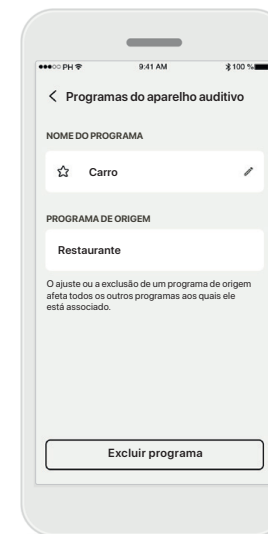 PH 9:41 AM 100 %
Programas do aparelho auditivo
NOME DO PROGRAMA
Carro
PROGRAMA DE ORIGEM
Restaurante
O ajuste ou a exclusão de um programa de origem
afeta todos os outros programas aos quais ele
está associado.
Excluir programa